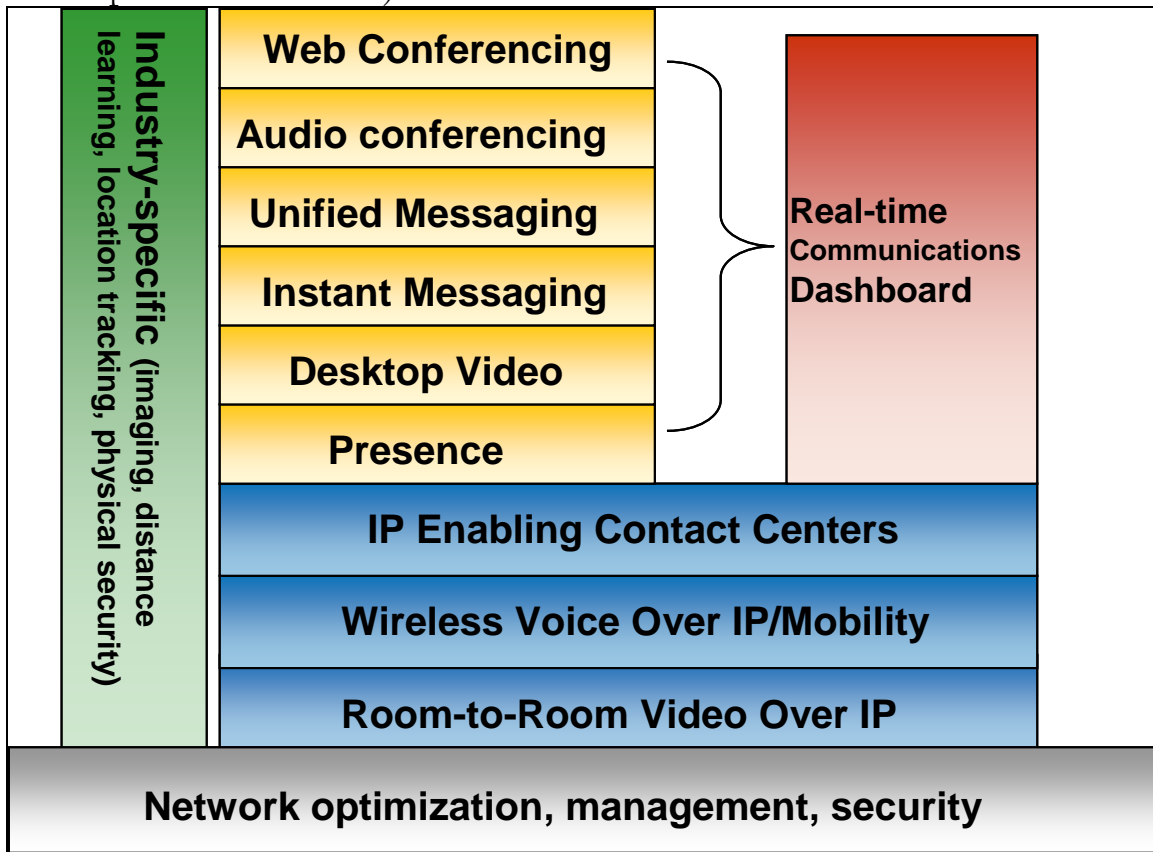 Industry-specific (imaging, distance
learning, location tracking, physical security)
Web Conferencing
Audio conferencing
Unified Messaging
Instant Messaging
Desktop Video
Presence
Real-time
Communications
Dashboard
IP Enabling Contact Centers
Wireless Voice Over IP/Mobility
Room-to-Room Video Over IP
Network optimization, management, security